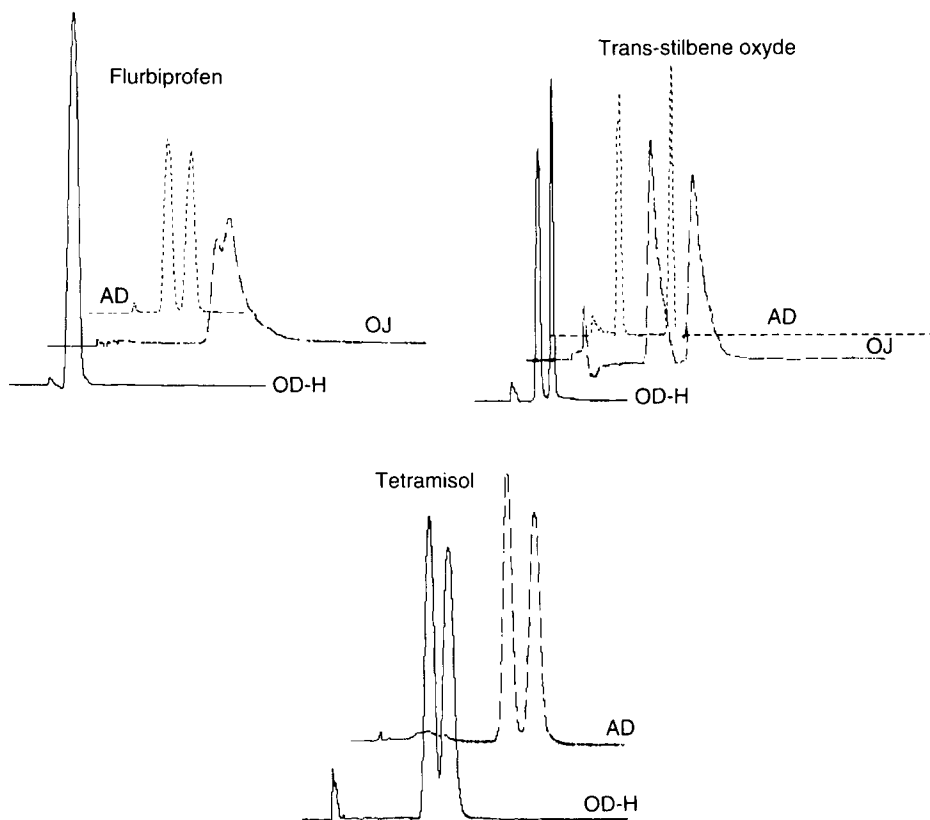 Flurbiprofen
AD
OJ
OD-H
Trans-stilbene oxyde
AD
OJ
OD-H
Tetramisol
AD
OD-H